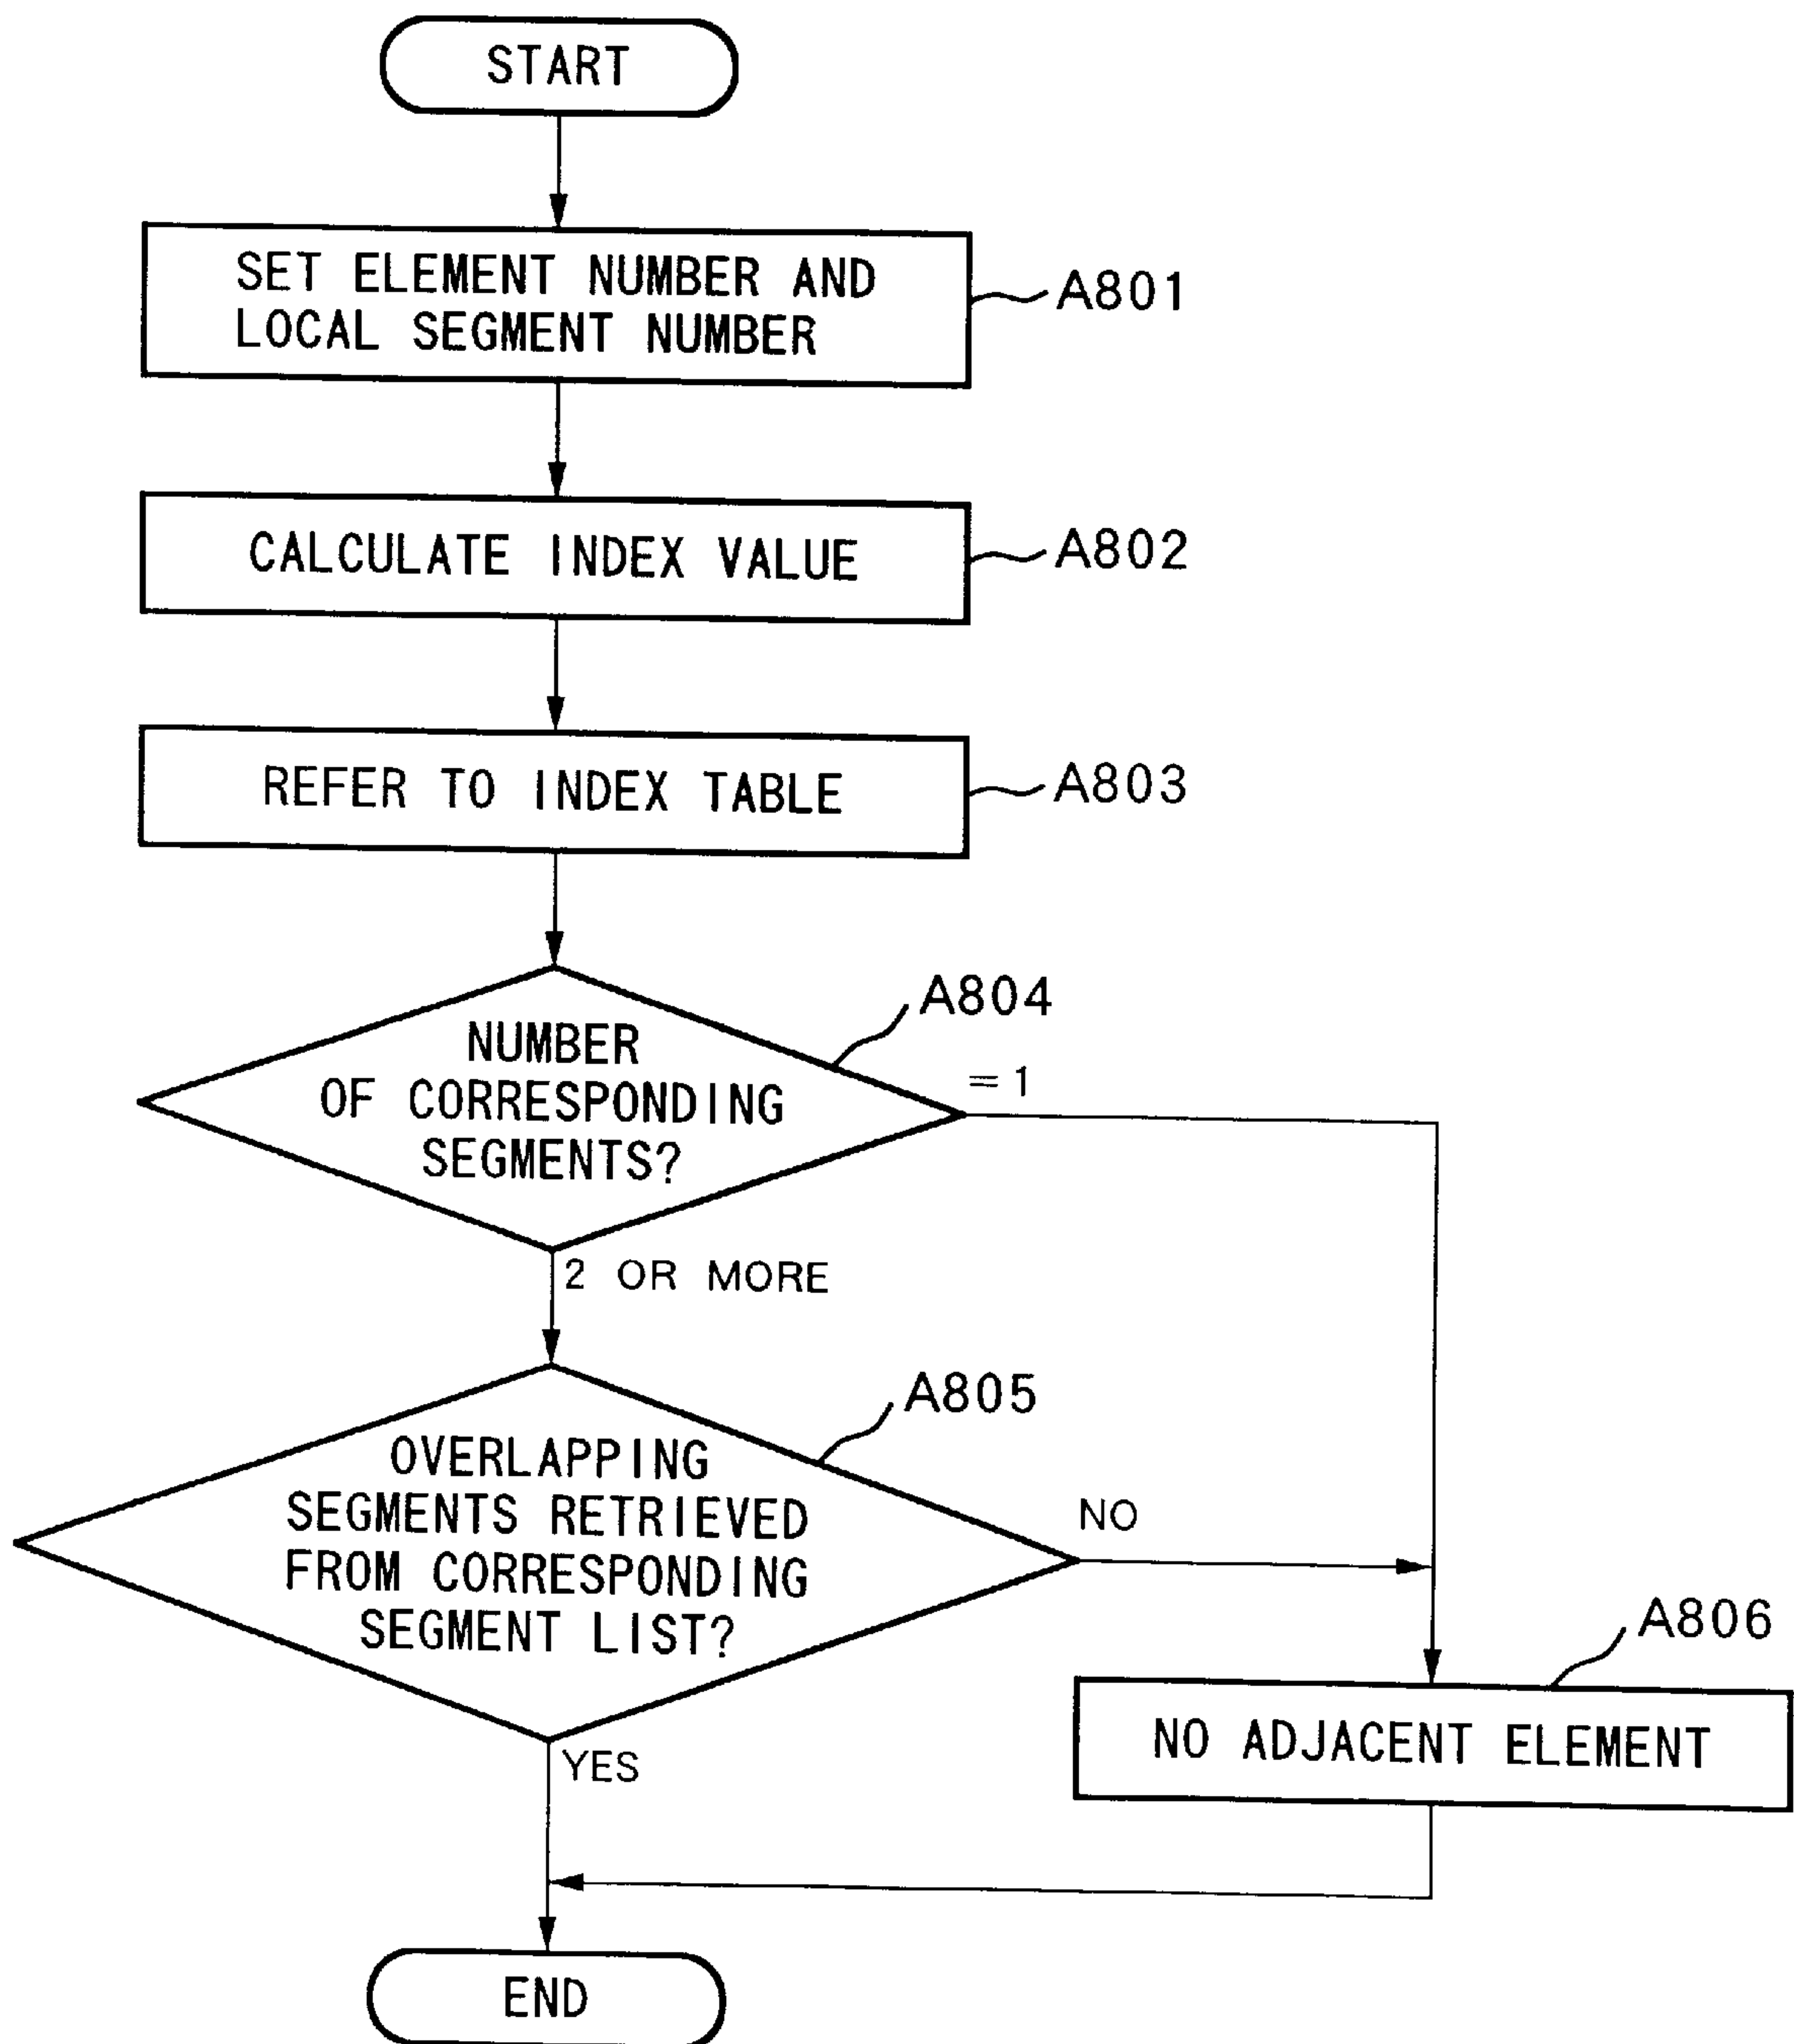 START
SET ELEMENT NUMBER AND
LOCAL SEGMENT NUMBER
A801
CALCULATE INDEX VALUE
A802
REFER TO INDEX TABLE
A803
A804
NUMBER
OF CORRESPONDING
SEGMENTS?
=1
2 OR MORE
A805
OVERLAPPING
SEGMENTS RETRIEVED
FROM CORRESPONDING
SEGMENT LIST?
NO
A806
NO ADJACENT ELEMENT
YES
END